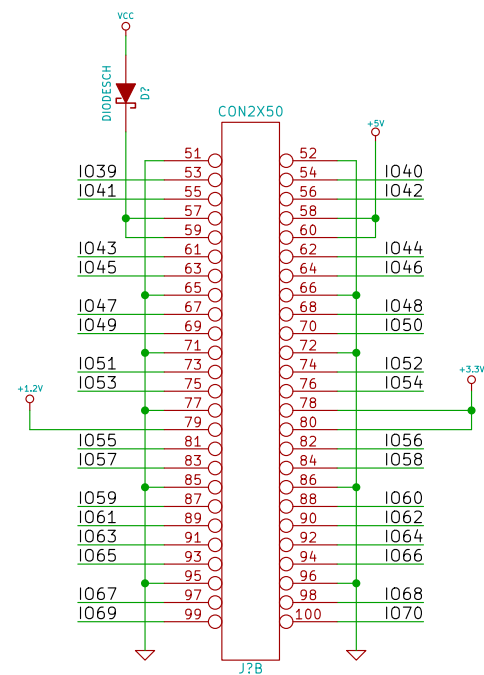 VCC
DIODESCH
D?
CON2X50
+5V
51 52
IO39 53 54 IO40
IO41 55 56 IO42
57 58
59 60
IO43 61 62 IO44
IO45 63 64 IO46
65 66
IO47 67 68 IO48
IO49 69 70 IO50
71 72
IO51 73 74 IO52
+3.3V
IO53 75 76 IO54
+1.2V
77 78
79 80
IO55 81 82 IO56
IO57 83 84 IO58
85 86
IO59 87 88 IO60
IO61 89 90 IO62
IO63 91 92 IO64
IO65 93 94 IO66
95 96
IO67 97 98 IO68
IO69 99 100 IO70
J?B